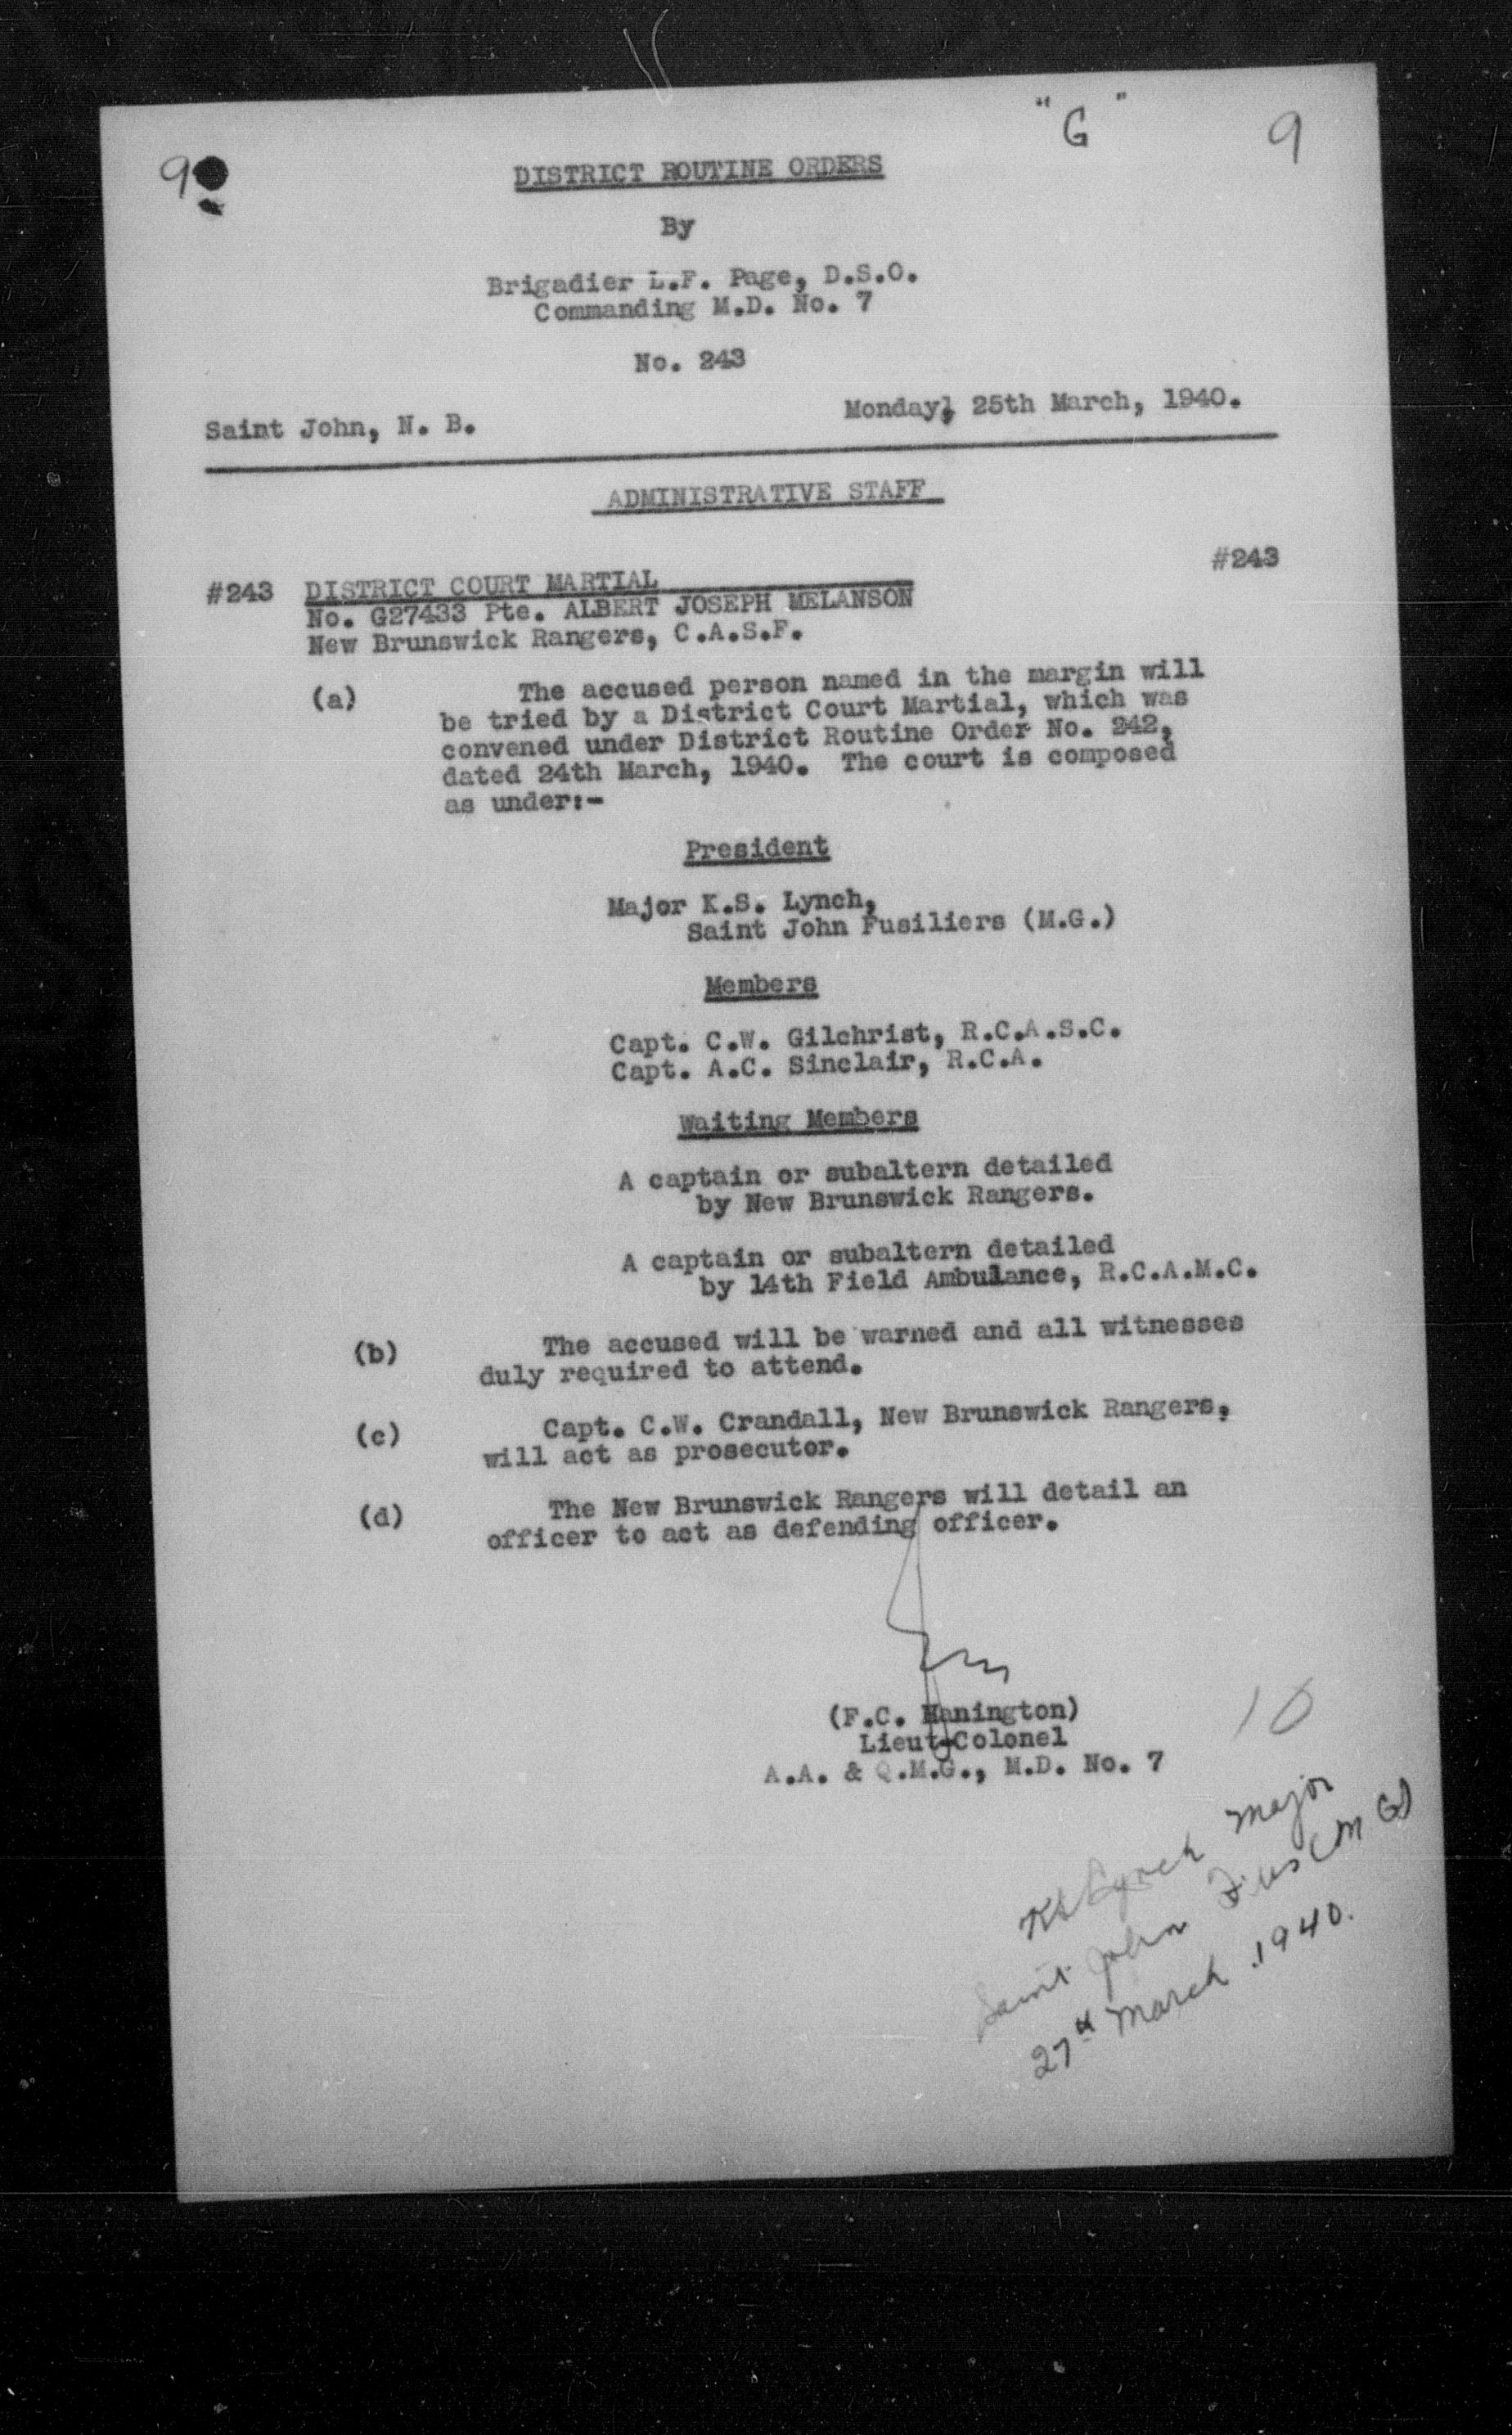 "G"
9
9
DISTRICT ROUTINE ORDERS
By
Brigadier L.F. Page, D.S.O.
Commanding M.D. No. 7
No. 243
Saint John, N. B.
Monday, 25th March, 1940.
ADMINISTRATIVE STAFF
#243 DISTRICT COURT MARTIAL #243
No. G27433 Pte. ALBERT JOSEPH MELANSON
New Brunswick Rangers, C.A.S.F.
(a) The accused person named in the margin will
be tried by a District Court Martial, which was
convened under District Routine Order No. 242,
dated 24th March, 1940. The court is composed
as under:-
President
Major K.S. Lynch,
Saint John Fusiliers (M.G.)
Members
Capt. C.W. Gilchrist, R.C.A.S.C.
Capt. A.C. Sinclair, R.C.A.
Waiting Members
A captain or subaltern detailed
by New Brunswick Rangers.
A captain or subaltern detailed
by 14th Field Ambulance, R.C.A.M.C.
(b) The accused will be warned and all witnesses
duly required to attend.
(c) Capt. C.W. Crandall, New Brunswick Rangers,
will act as prosecutor.
(d) The New Brunswick Rangers will detail an
officer to act as defending officer.
(F.C. Hanington)
Lieut-Colonel
A.A. & Q.M.G., M.D. No. 7
10
KS Lynch Major
Saint John Fus (M G)
27th March 1940.